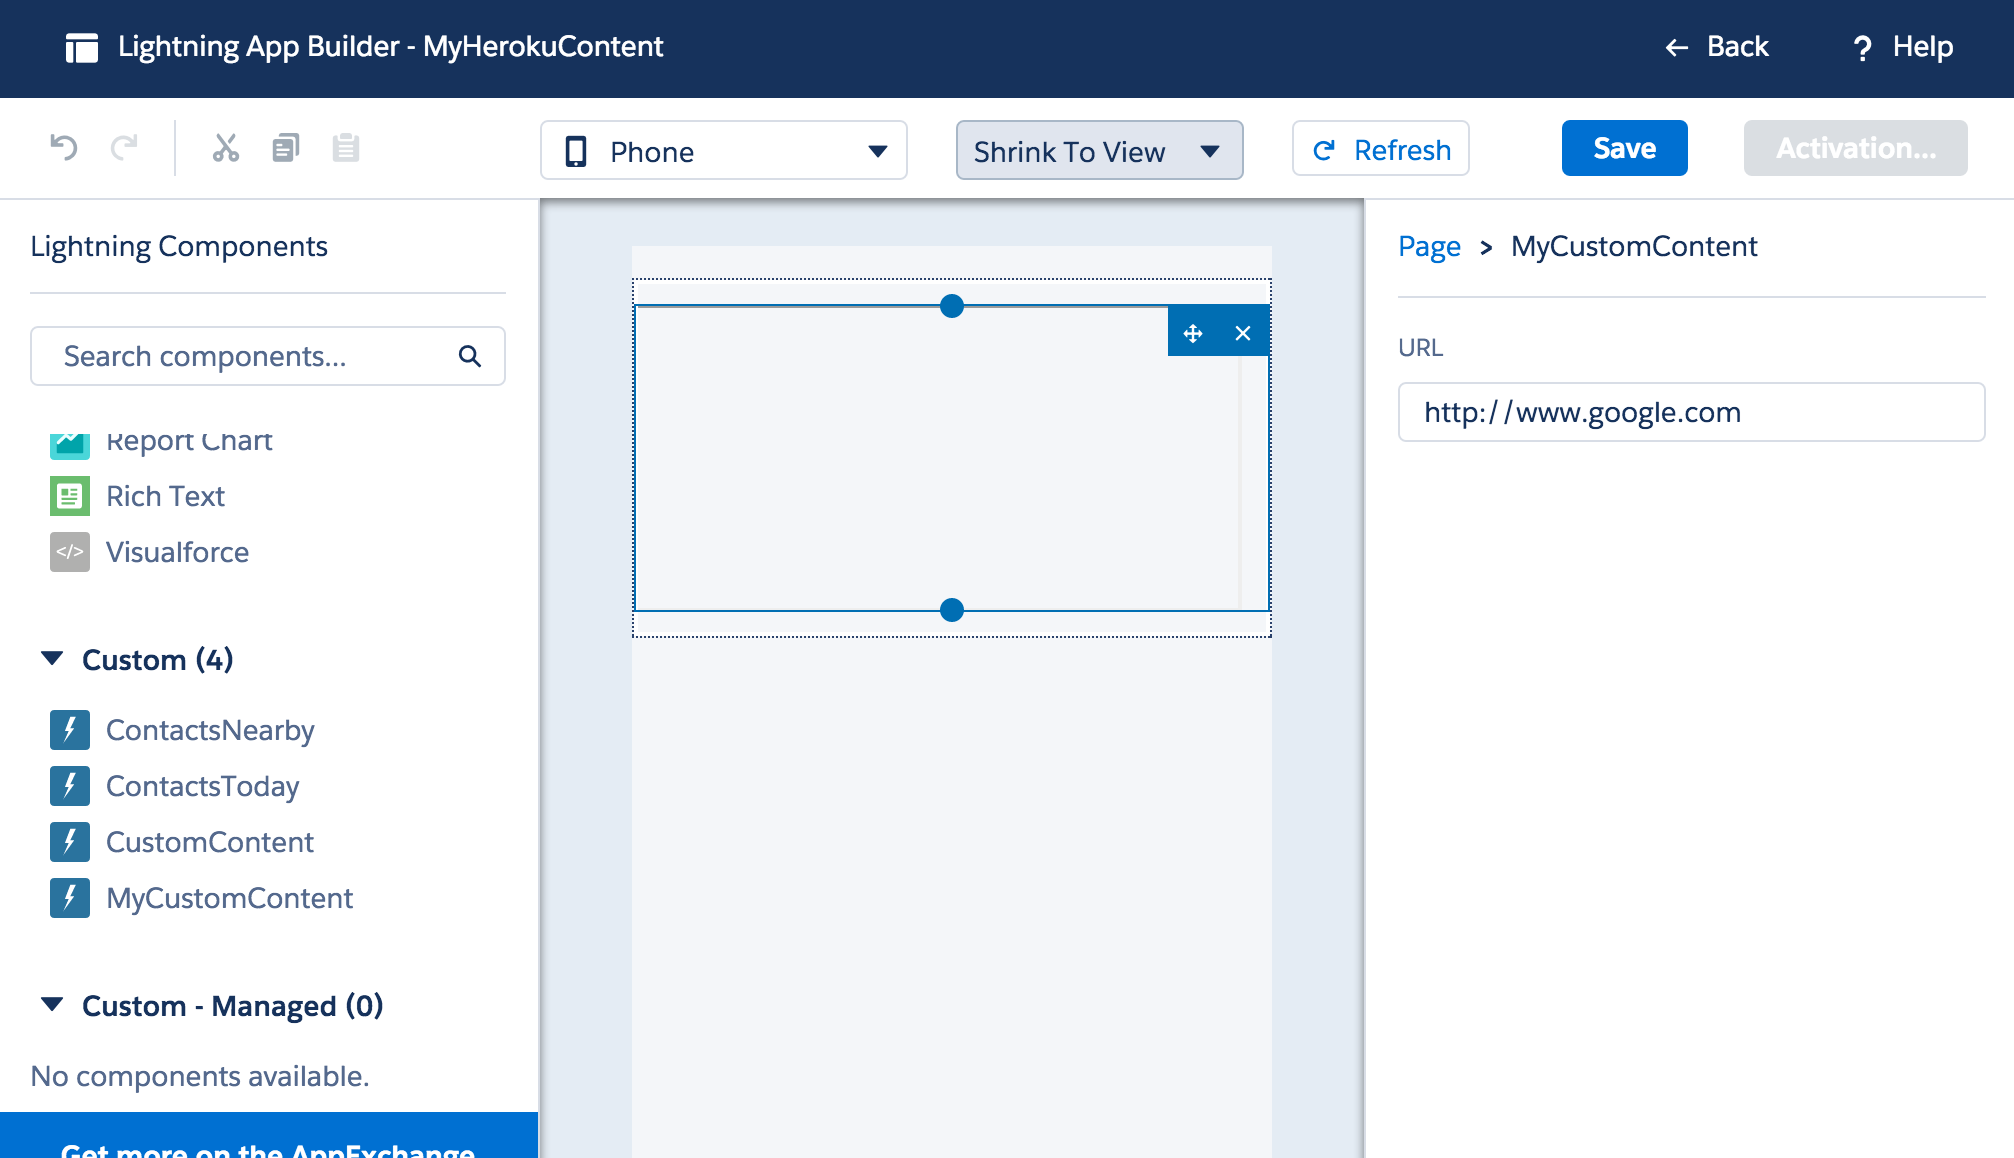 Lightning App Builder - MyHerokuContent
Back
? Help
Phone
Shrink To View
Refresh
Save
Activation...
Lightning Components
Search components...
Report Chart
Rich Text
</> Visualforce
Custom (4)
ContactsNearby
ContactsToday
CustomContent
MyCustomContent
Custom - Managed (0)
No components available.
Get more on the AppExchange
Page > MyCustomContent
URL
http://www.google.com